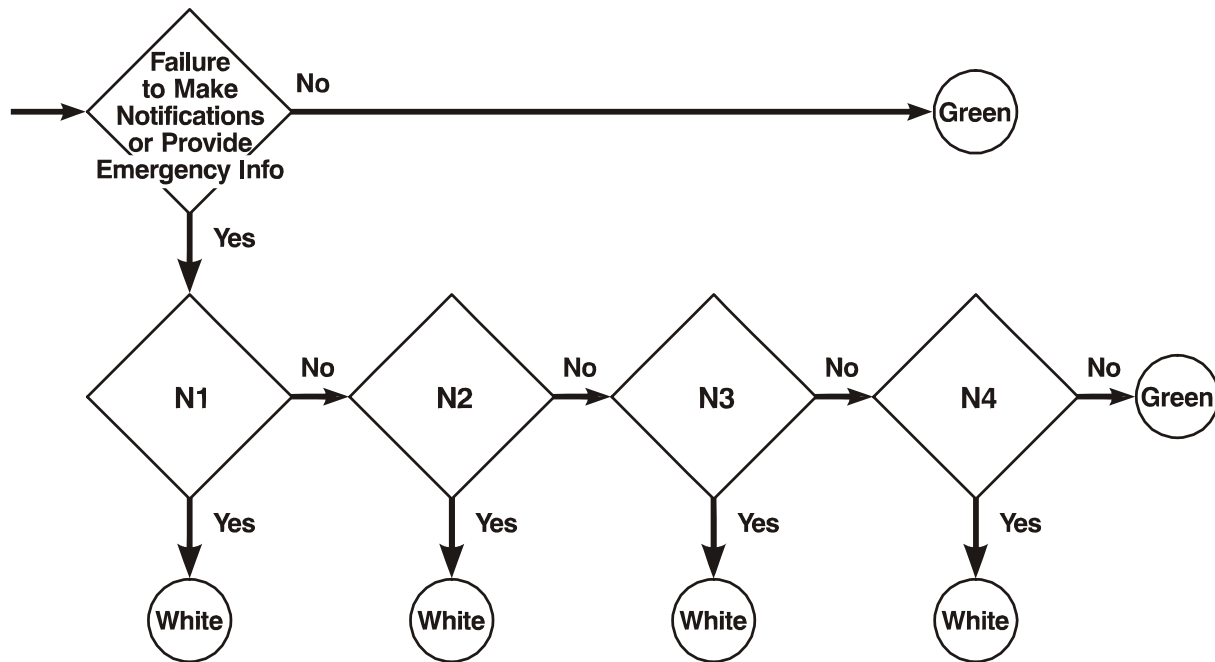 Failure
to Make
Notifications
or Provide
Emergency Info
No
Green
Yes
N1
No
N2
No
N3
No
N4
No
Green
Yes
Yes
Yes
Yes
White
White
White
White